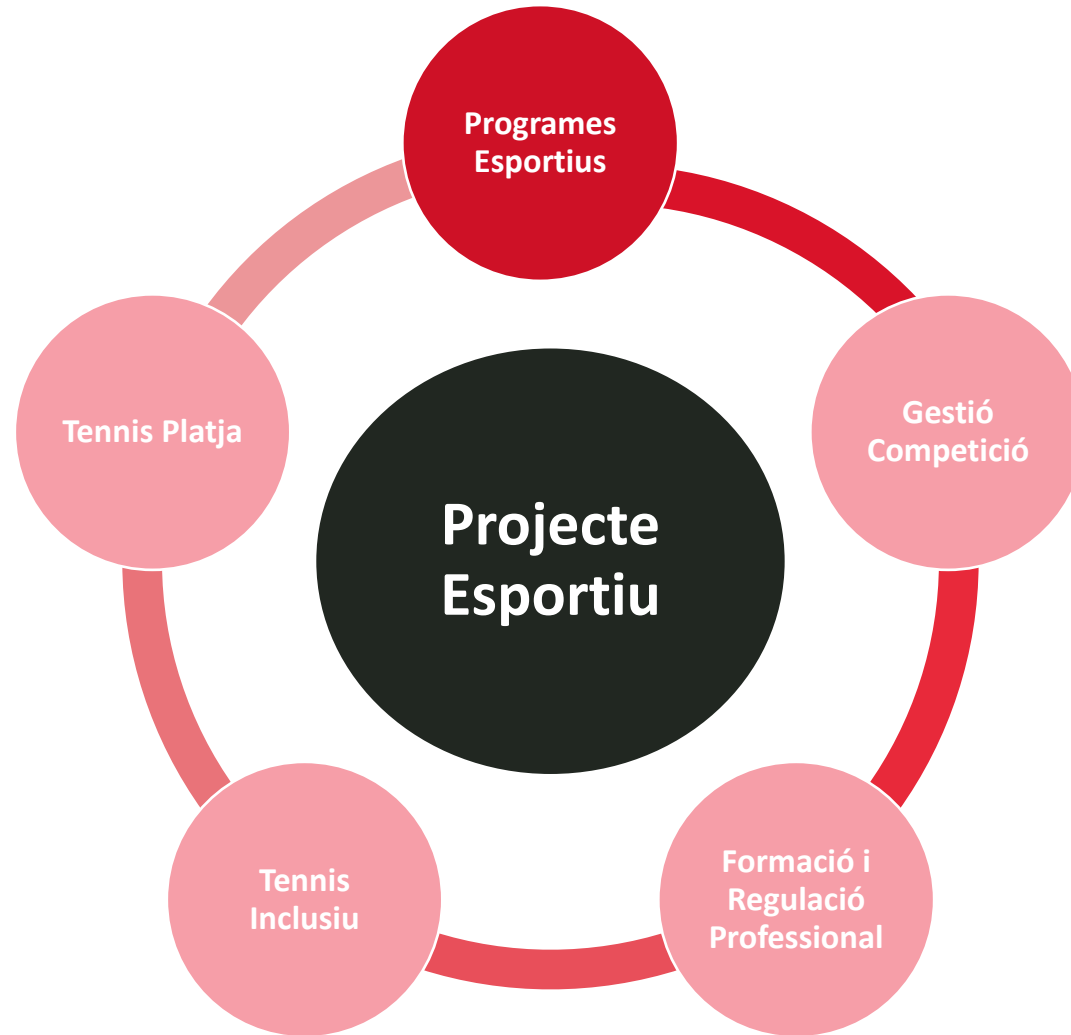 Programes
Esportius
Tennis Platja
Gestió
Competició
Projecte
Esportiu
Tennis
Inclusiu
Formació i
Regulació
Professional